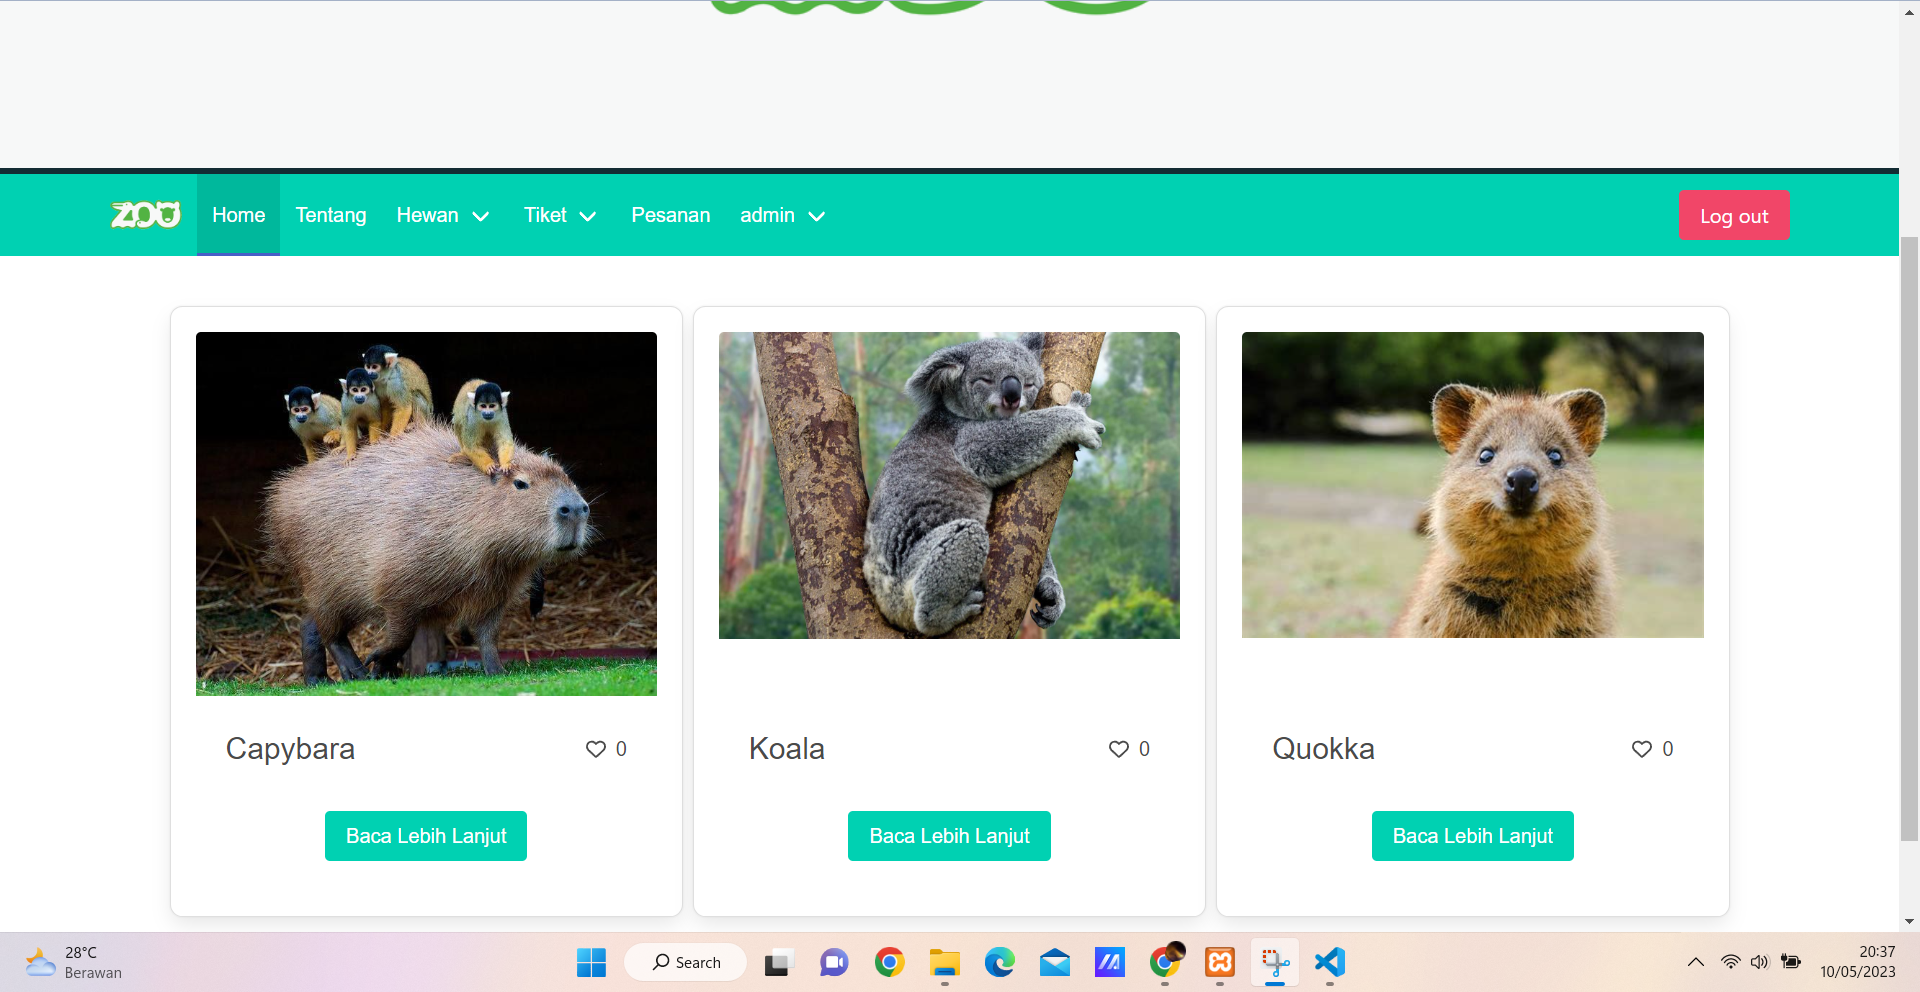 ZOO
Home
Tentang
Hewan
Tiket
Pesanan
admin
Log out
Capybara
0
Koala
0
Quokka
0
Baca Lebih Lanjut
Baca Lebih Lanjut
Baca Lebih Lanjut
28°C
Berawan
Search
20:37
10/05/2023